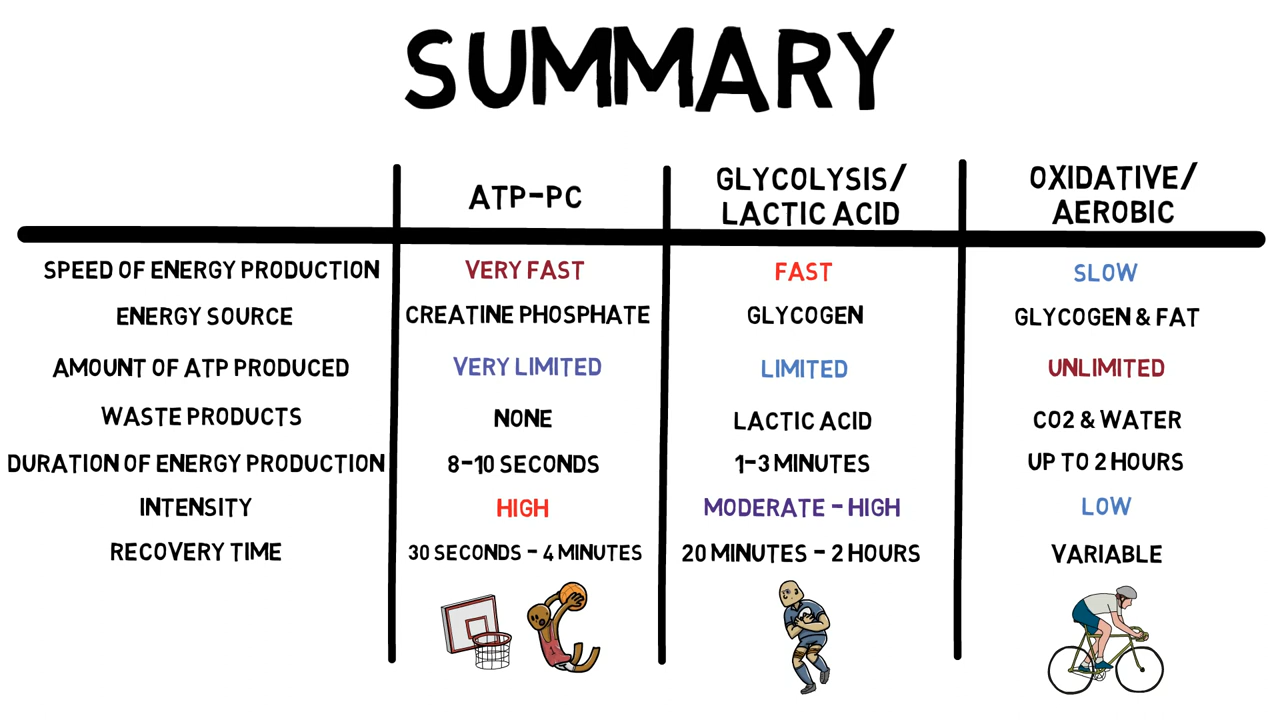 SUMMARY
ATP-PC
GLYCOLYSIS/
LACTIC ACID
OXIDATIVE/
AEROBIC
SPEED OF ENERGY PRODUCTION VERY FAST FAST SLOW
ENERGY SOURCE CREATINE PHOSPHATE GLYCOGEN GLYCOGEN & FAT
AMOUNT OF ATP PRODUCED VERY LIMITED LIMITED UNLIMITED
WASTE PRODUCTS NONE LACTIC ACID CO2 & WATER
DURATION OF ENERGY PRODUCTION 8-10 SECONDS 1-3 MINUTES UP TO 2 HOURS
INTENSITY HIGH MODERATE - HIGH LOW
RECOVERY TIME 30 SECONDS - 4 MINUTES 20 MINUTES - 2 HOURS VARIABLE